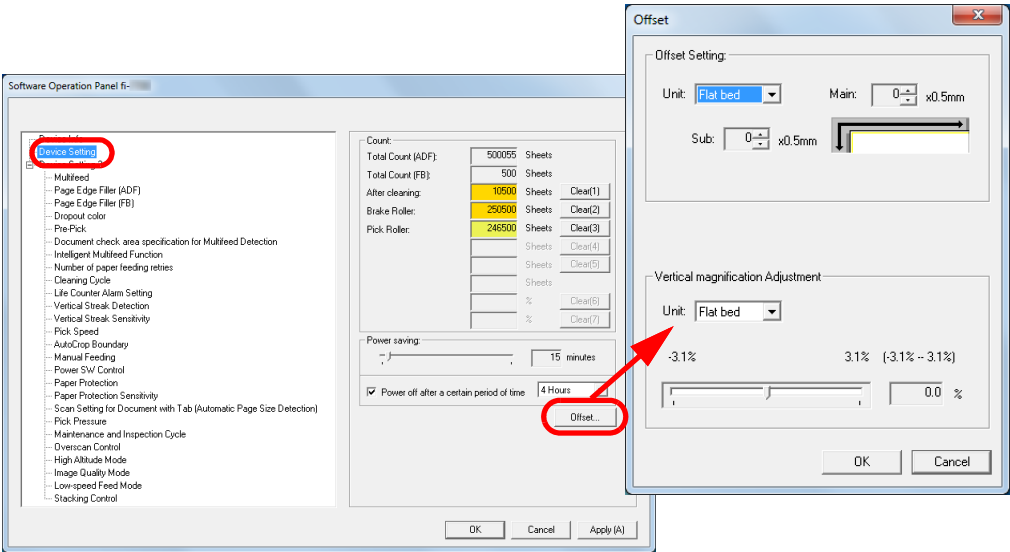 Offset
Offset Setting:
Unit: Flat bed
Main: 0 x0.5mm
Sub: 0 x0.5mm
Vertical magnification Adjustment
Unit: Flat bed
-3.1% 3.1% (-3.1% -- 3.1%)
0.0 %
OK Cancel
Software Operation Panel fi-
Device Setting
Device Setting 2
Multifeed
Page Edge Filler (ADF)
Page Edge Filler (FB)
Dropout color
Pre-Pick
Document check area specification for Multifeed Detection
Intelligent Multifeed Function
Number of paper feeding retries
Cleaning Cycle
Life Counter Alarm Setting
Vertical Streak Detection
Vertical Streak Sensitivity
Pick Speed
AutoCrop Boundary
Manual Feeding
Power SW Control
Paper Protection
Paper Protection Sensitivity
Scan Setting for Document with Tab (Automatic Page Size Detection)
Pick Pressure
Maintenance and Inspection Cycle
Overscan Control
High Altitude Mode
Image Quality Mode
Low-speed Feed Mode
Stacking Control
Count:
Total Count (ADF): 500055 Sheets
Total Count (FB): 500 Sheets
After cleaning: 10500 Sheets Clear(1)
Brake Roller: 250500 Sheets Clear(2)
Pick Roller: 246500 Sheets Clear(3)
Sheets Clear(4)
Sheets Clear(5)
Sheets
% Clear(6)
% Clear(7)
Power saving:
15 minutes
Power off after a certain period of time 4 Hours
Offset...
OK Cancel Apply (A)